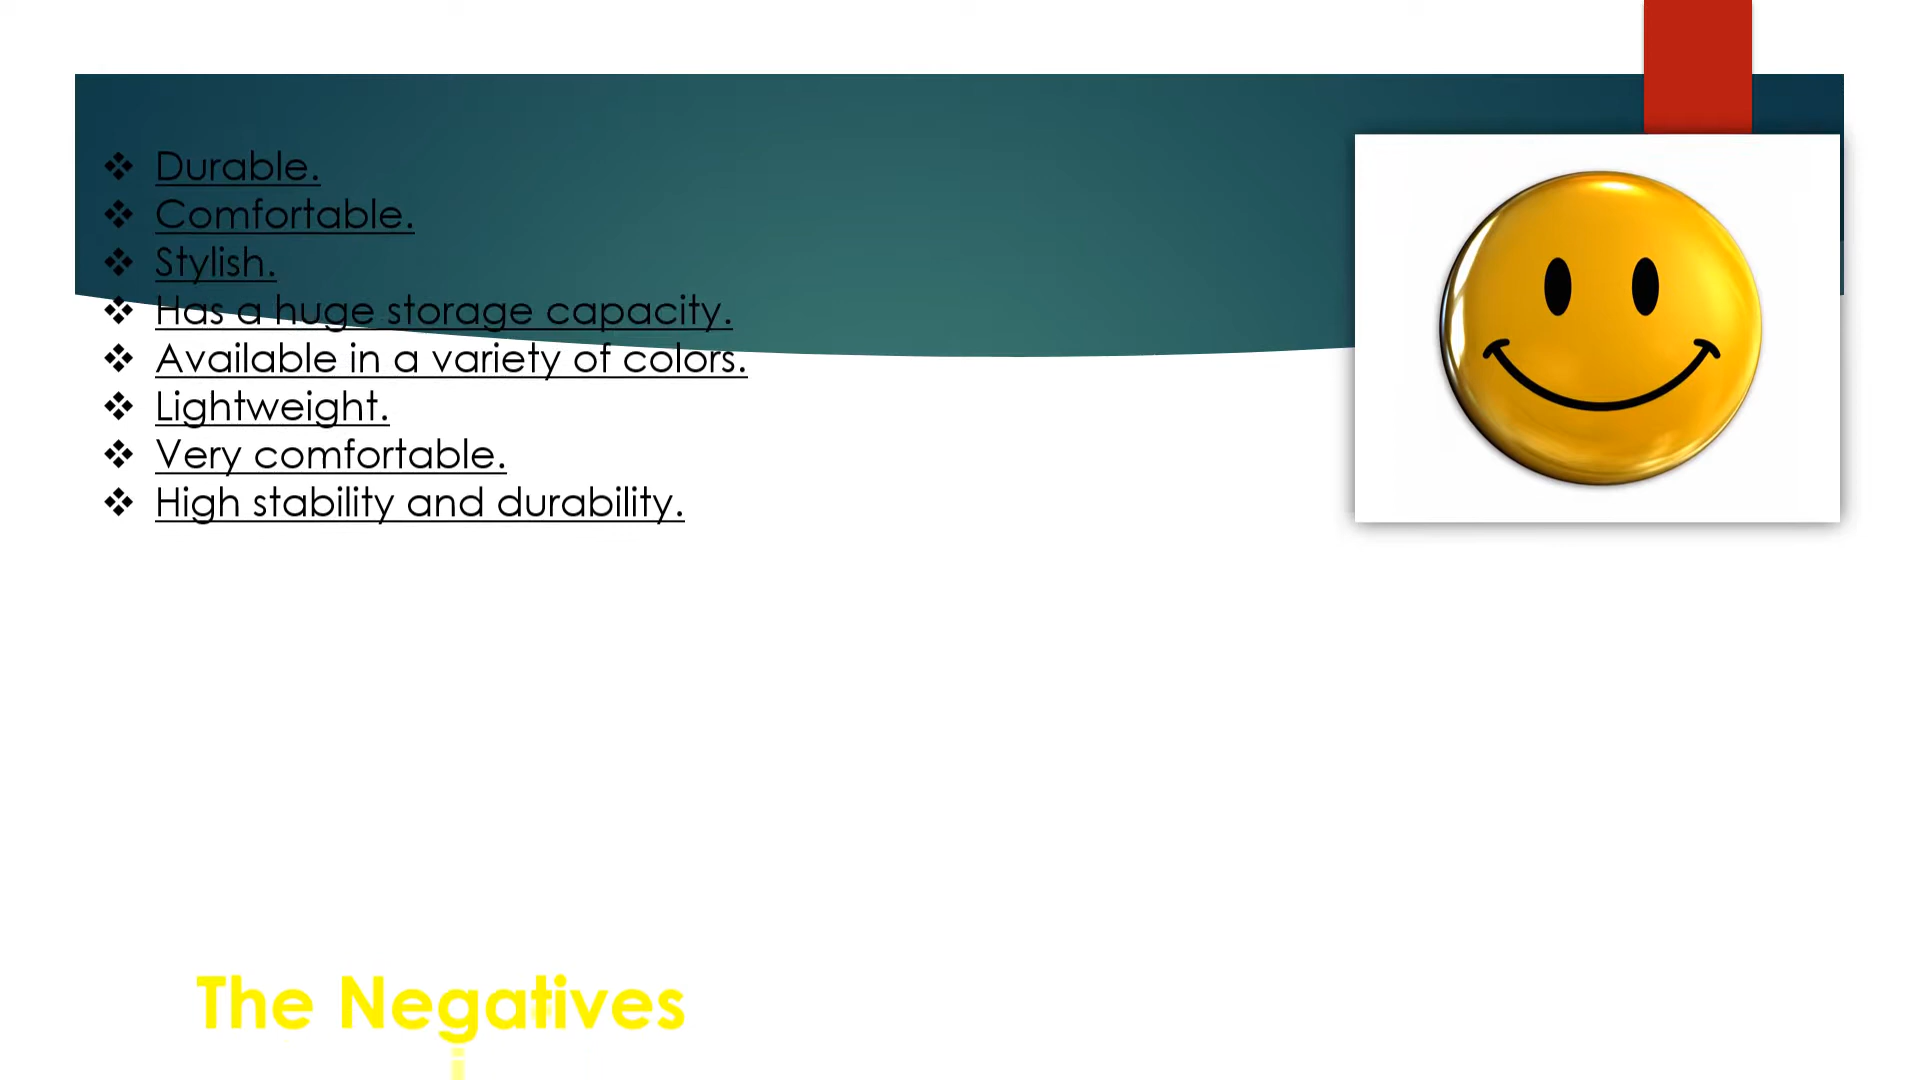 ❖ Durable.
❖ Comfortable.
❖ Stylish.
❖ Has a huge storage capacity.
❖ Available in a variety of colors.
❖ Lightweight.
❖ Very comfortable.
❖ High stability and durability.
The Negatives